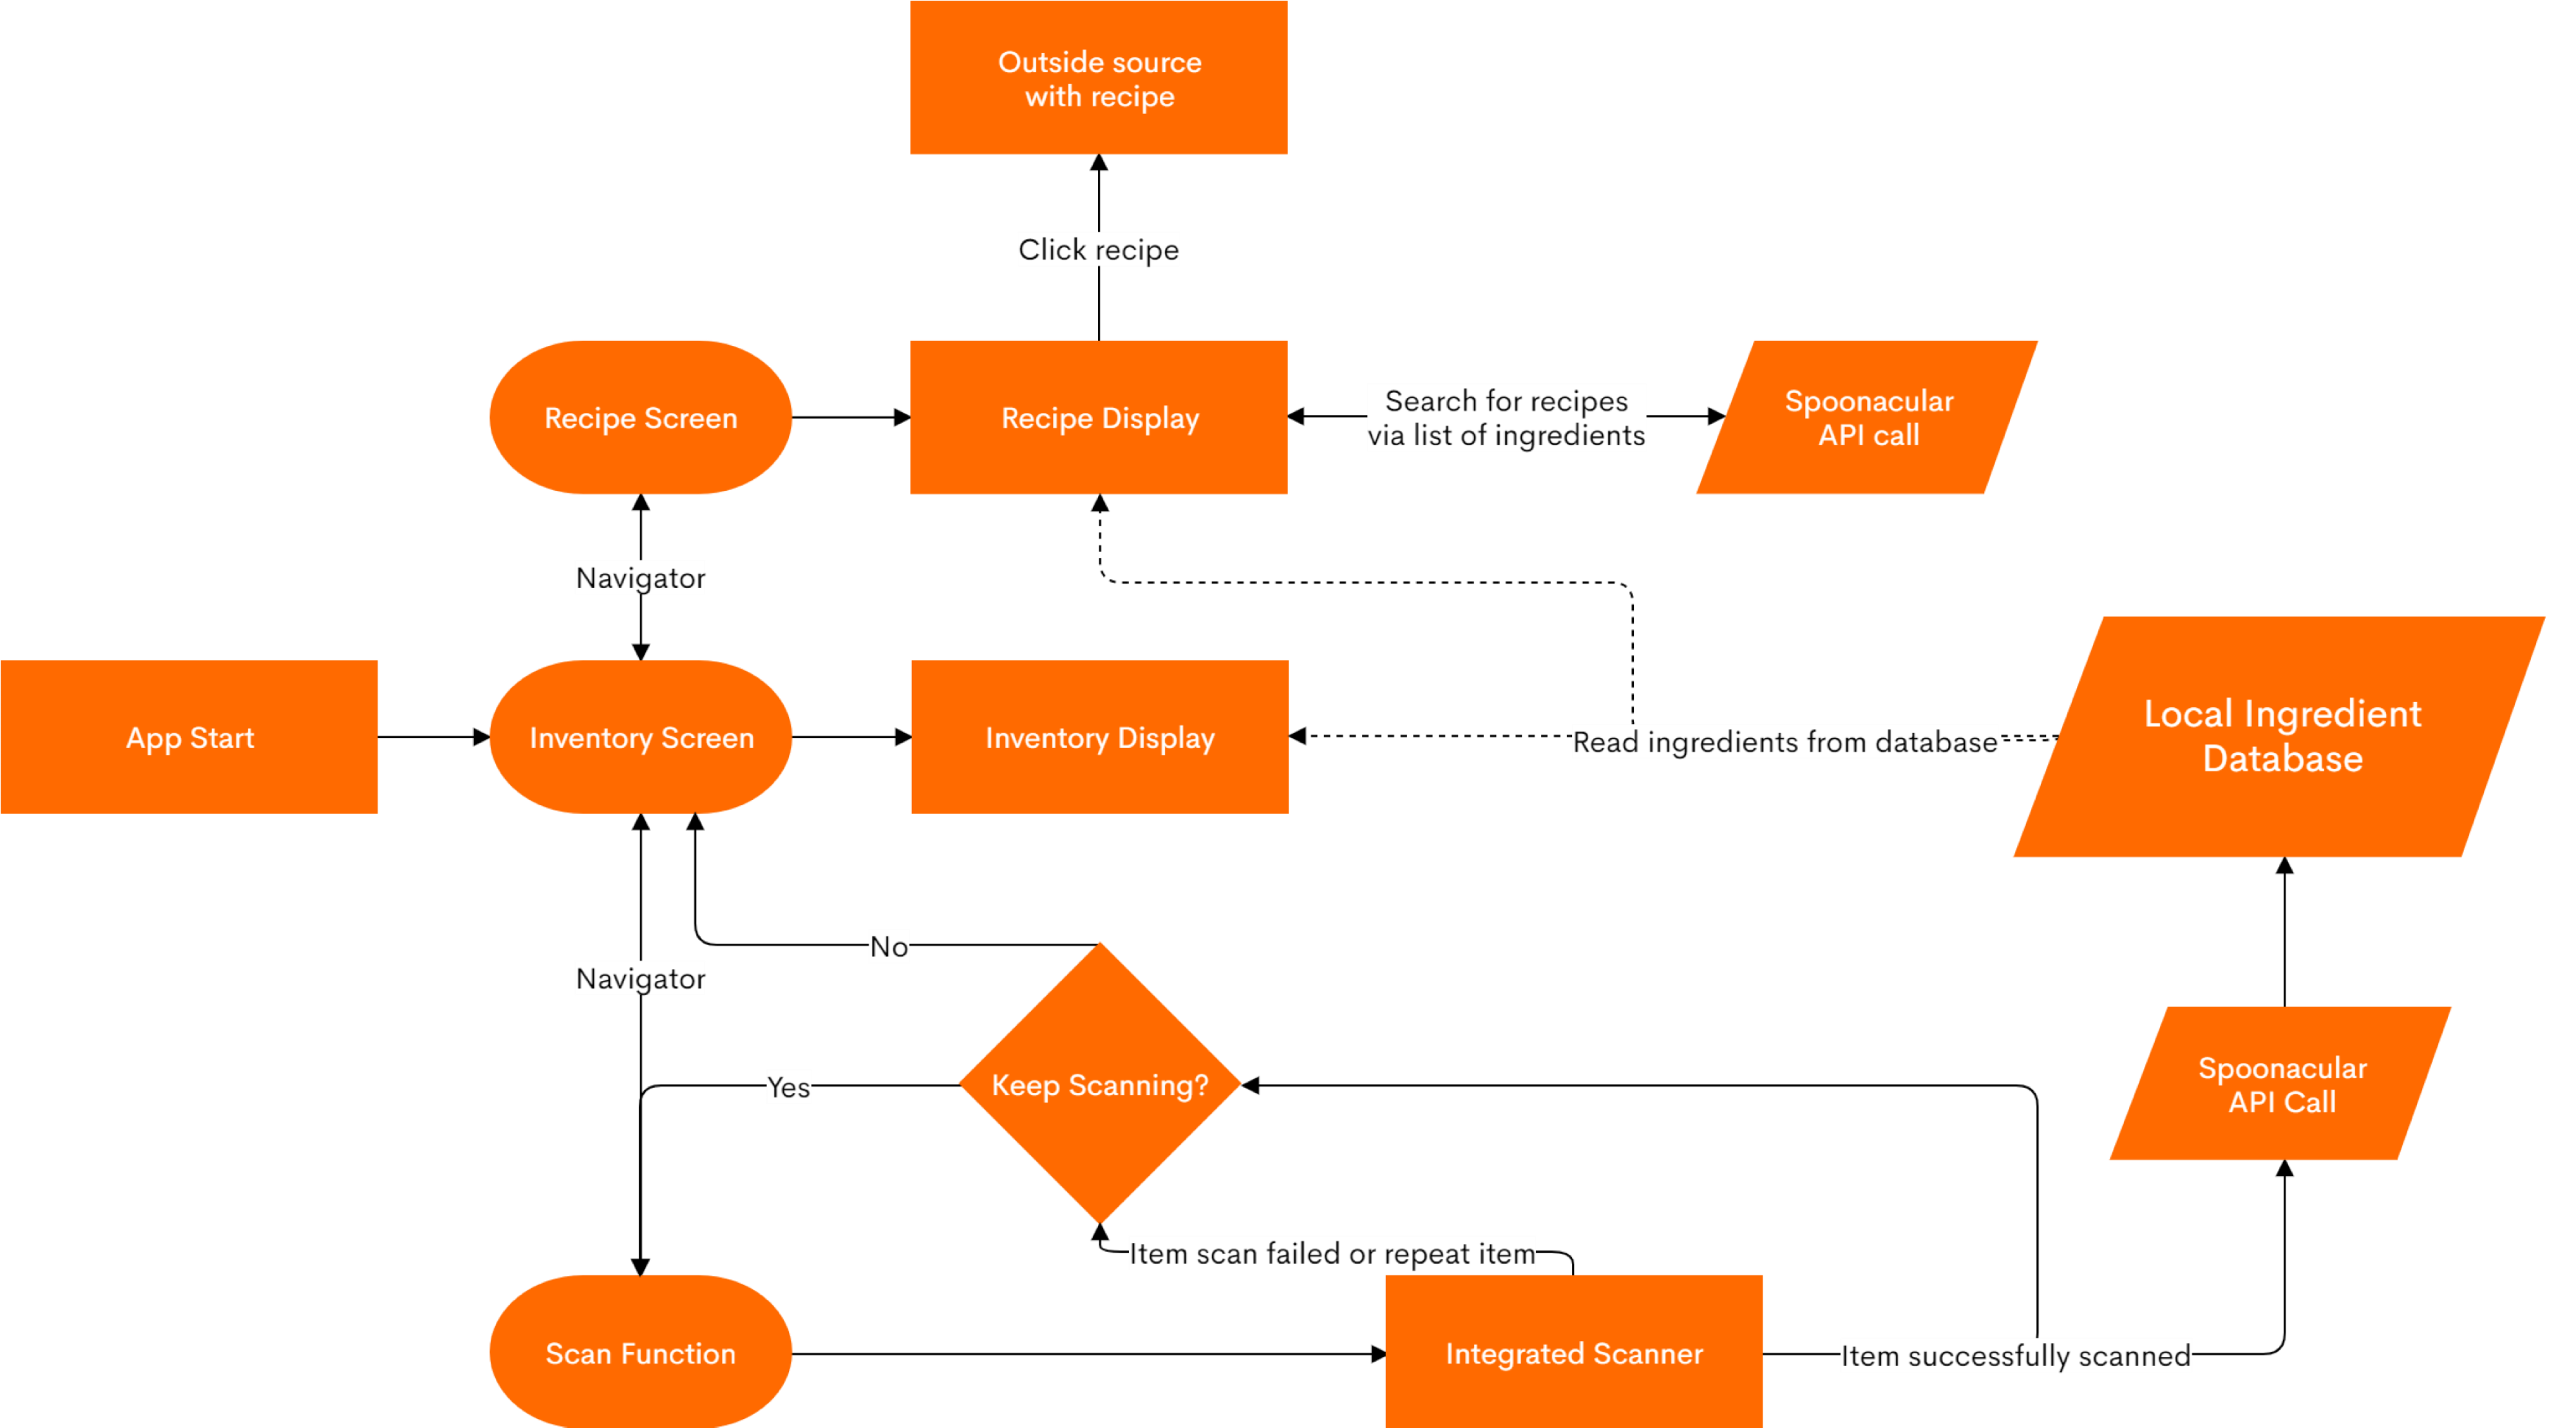 Outside source
with recipe
Click recipe
Recipe Screen
Recipe Display
Search for recipes
via list of ingredients
Spoonacular
API call
Navigator
App Start
Inventory Screen
Inventory Display
Read ingredients from database
Local Ingredient
Database
No
Navigator
Yes
Keep Scanning?
Spoonacular
API Call
Item scan failed or repeat item
Scan Function
Integrated Scanner
Item successfully scanned